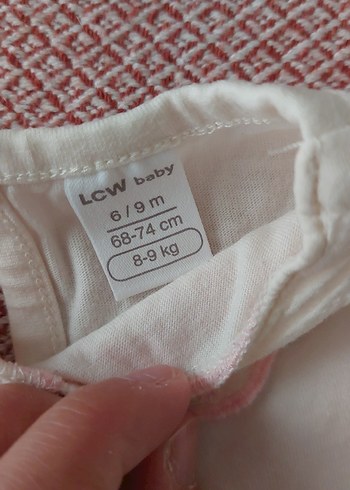 LCW baby
6 / 9 m
68-74 cm
8-9 kg